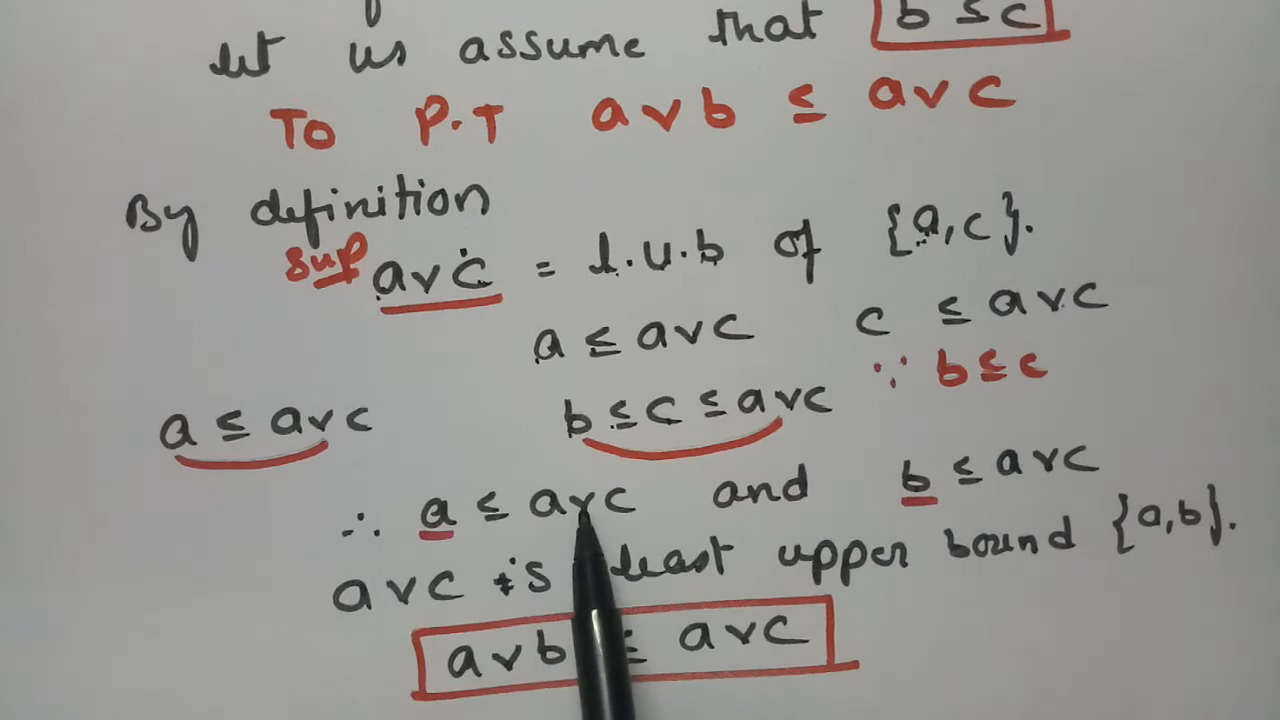 let us assume that b ≤ c
To P.T a∨b ≤ a∨c
By definition
sup a∨c = l.u.b of {a,c}.
a ≤ a∨c c ≤ a∨c
a ≤ a∨c b ≤ c ≤ a∨c ∵ b ≤ c
∴ a ≤ a∨c and b ≤ a∨c
a∨c is least upper bound {a,b}.
a∨b ≤ a∨c